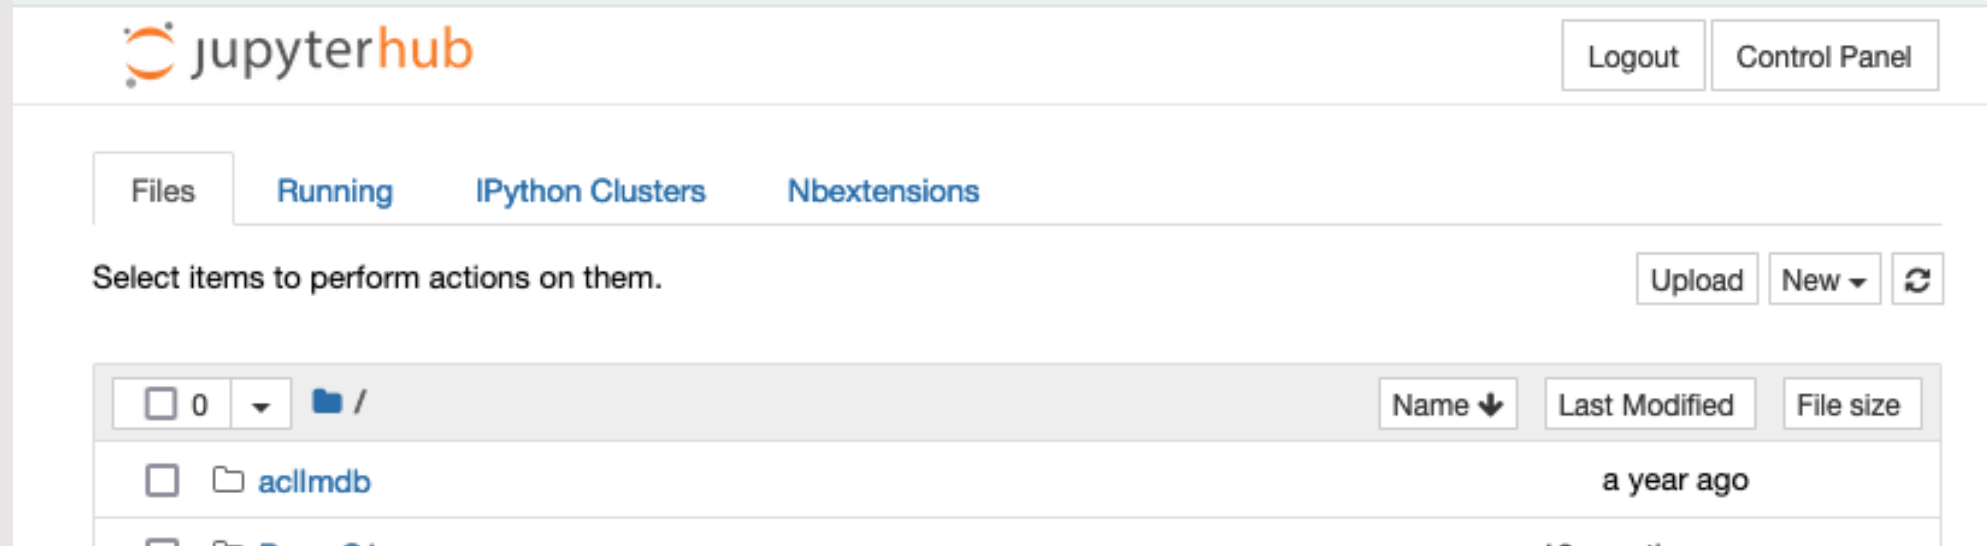 jupyterhub Logout Control Panel
Files Running IPython Clusters Nbextensions
Select items to perform actions on them. Upload New
0 / Name Last Modified File size
aclImdb a year ago